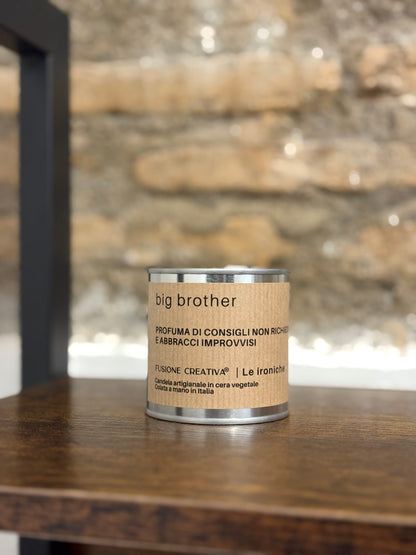 big brother
PROFUMA DI CONSIGLI NON
E ABBRACCI IMPROVVISI
FUSIONE CREATIVA® | Le ironiche
Candela artigianale in cera vegetale
Colata a mano in Italia